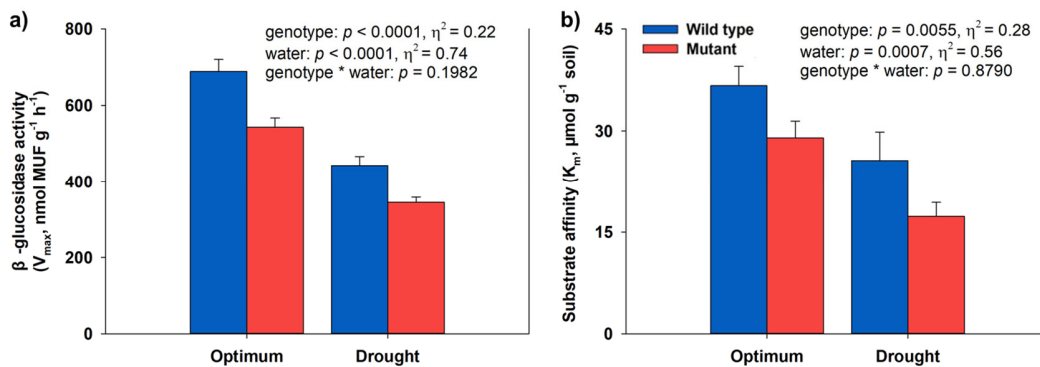 a)
genotype: p < 0.0001, η² = 0.22
water: p < 0.0001, η² = 0.74
genotype * water: p = 0.1982
β -glucosidase activity
(Vmax, nmol MUF g⁻¹ h⁻¹)
800
600
400
200
0
Optimum
Drought
b)
Wild type
Mutant
genotype: p = 0.0055, η² = 0.28
water: p = 0.0007, η² = 0.56
genotype * water: p = 0.8790
Substrate affinity (Km, µmol g⁻¹ soil)
45
30
15
0
Optimum
Drought